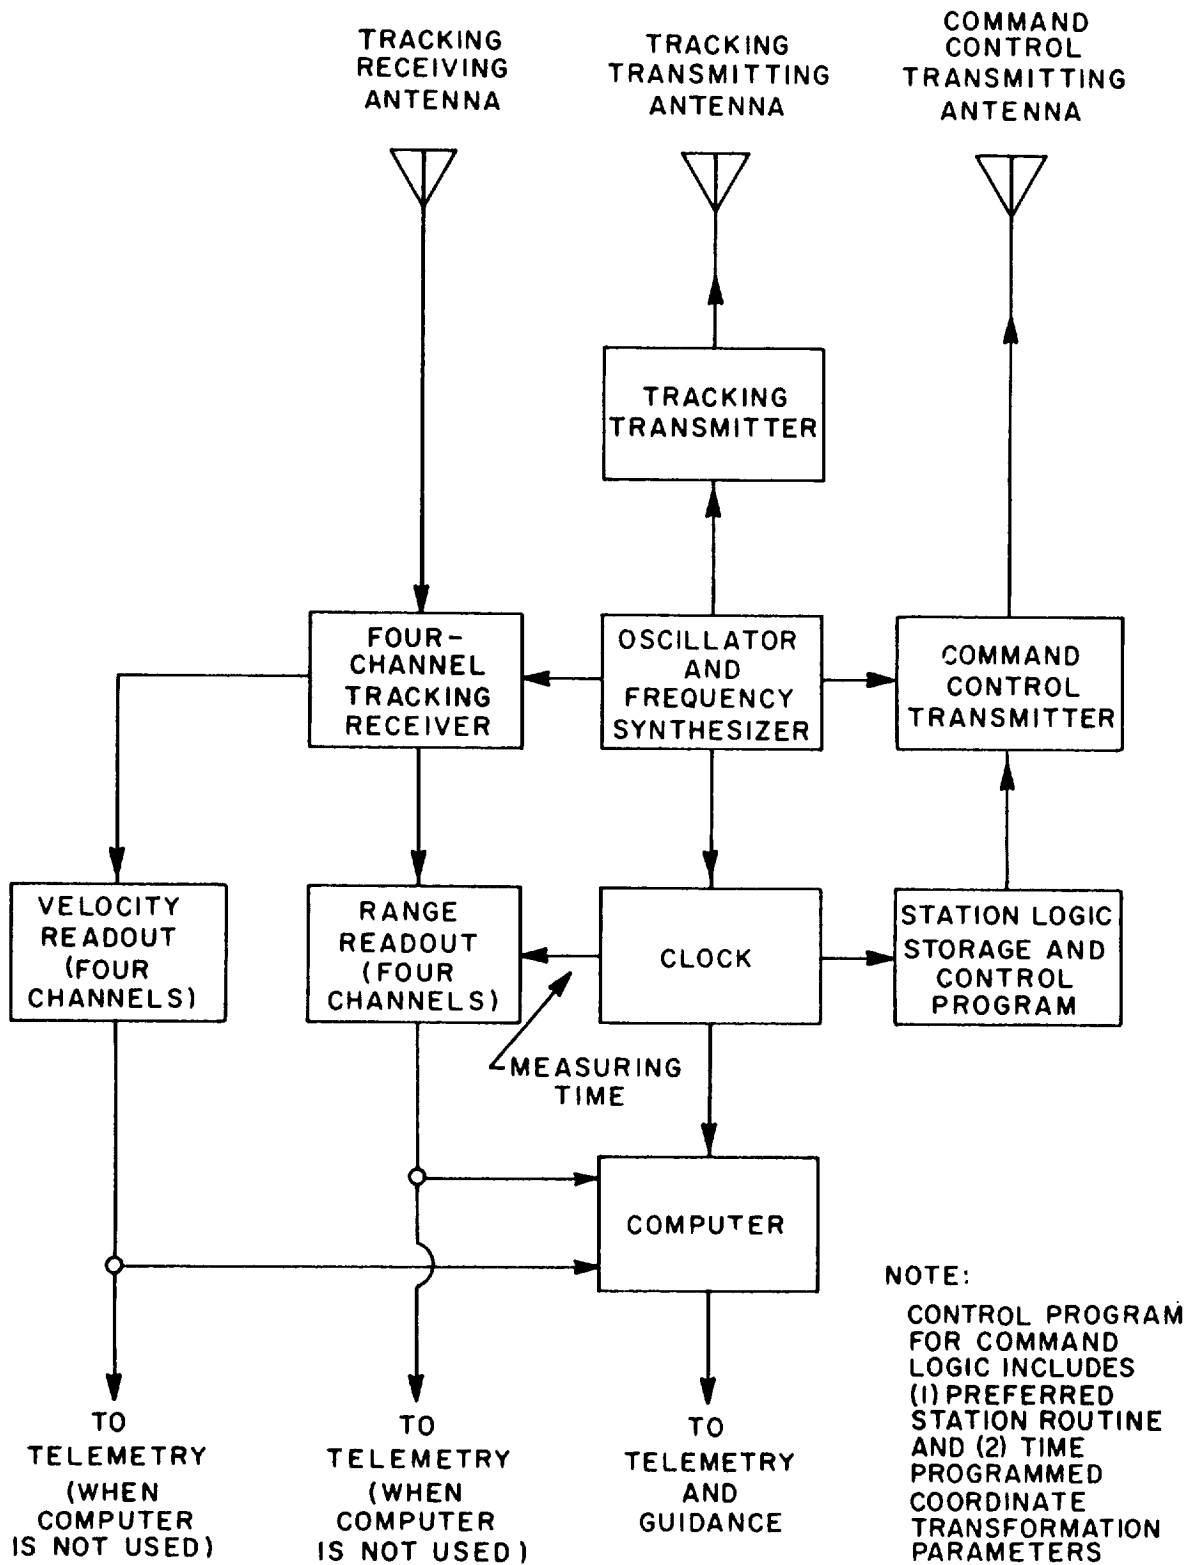 TRACKING
RECEIVING
ANTENNA
TRACKING
TRANSMITTING
ANTENNA
COMMAND
CONTROL
TRANSMITTING
ANTENNA
TRACKING
TRANSMITTER
FOUR-
CHANNEL
TRACKING
RECEIVER
OSCILLATOR
AND
FREQUENCY
SYNTHESIZER
COMMAND
CONTROL
TRANSMITTER
VELOCITY
READOUT
(FOUR
CHANNELS)
RANGE
READOUT
(FOUR
CHANNELS)
CLOCK
STATION LOGIC
STORAGE AND
CONTROL
PROGRAM
MEASURING
TIME
COMPUTER
TO
TELEMETRY
(WHEN
COMPUTER
IS NOT USED)
TO
TELEMETRY
(WHEN
COMPUTER
IS NOT USED)
TO
TELEMETRY
AND
GUIDANCE
NOTE:
CONTROL PROGRAM
FOR COMMAND
LOGIC INCLUDES
(1) PREFERRED
STATION ROUTINE
AND (2) TIME
PROGRAMMED
COORDINATE
TRANSFORMATION
PARAMETERS